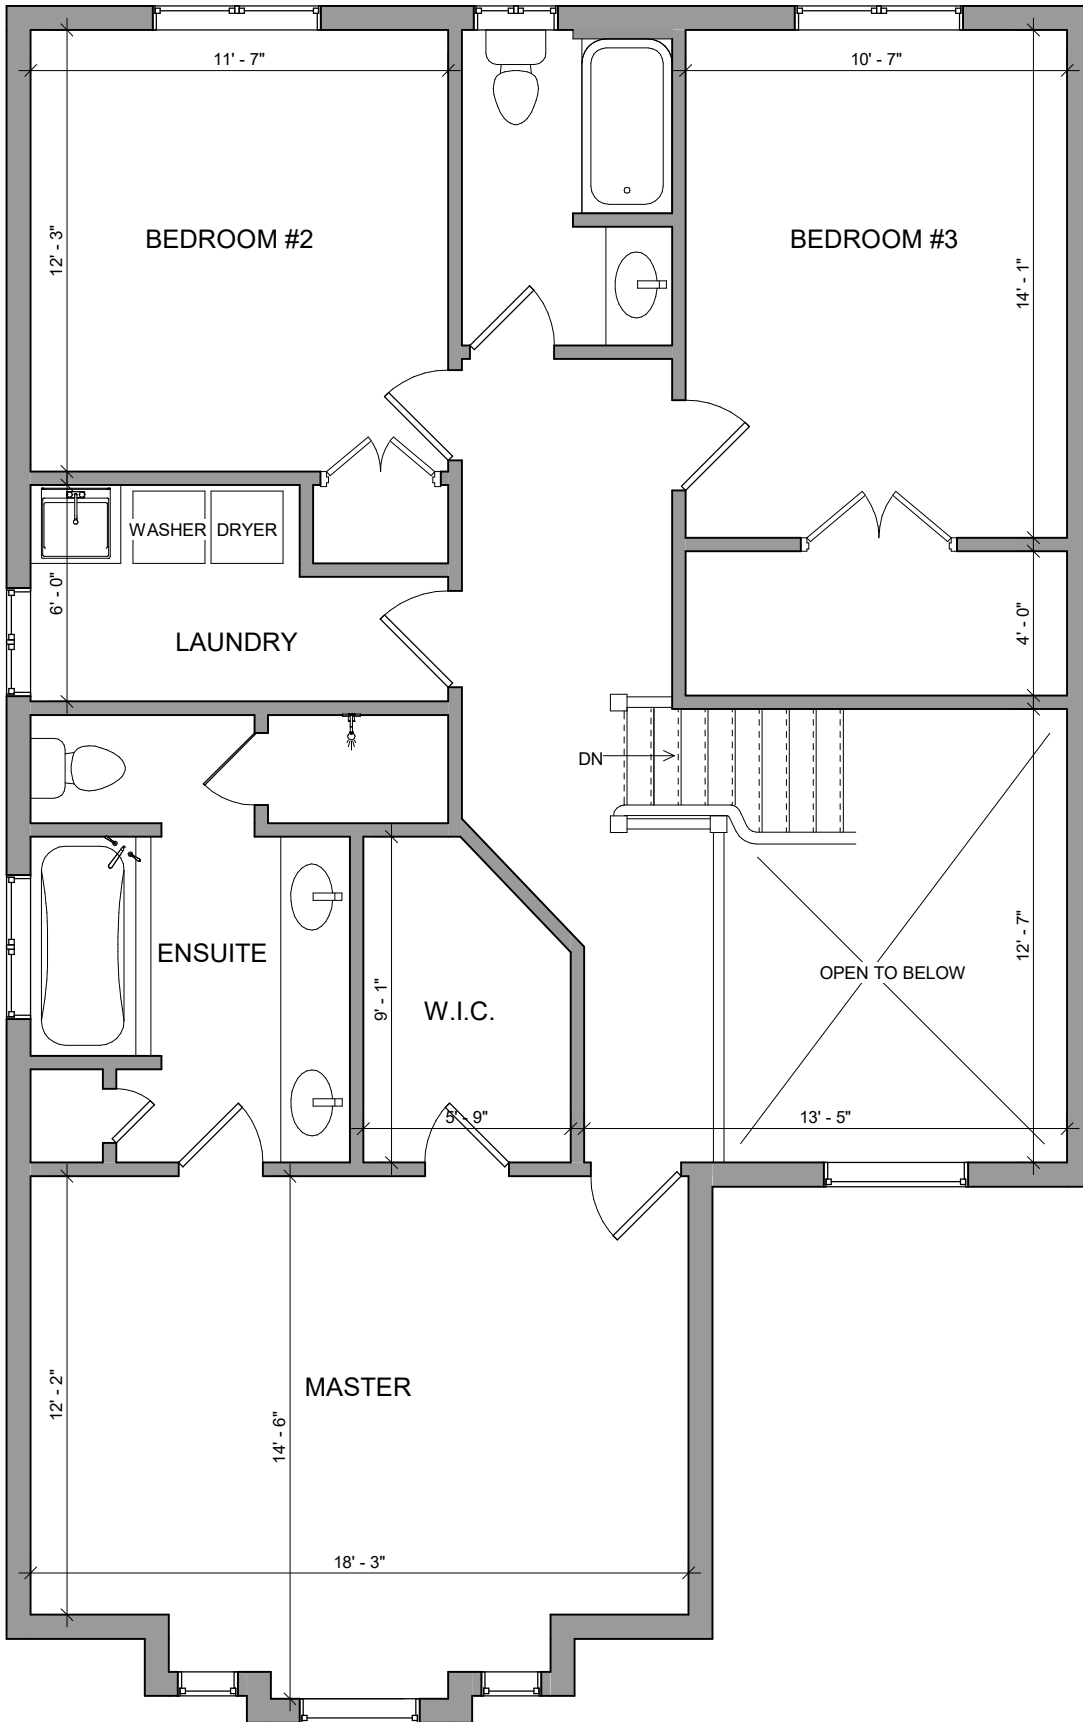 11' - 7"
10' - 7"
12' - 3"
BEDROOM #2
BEDROOM #3
14' - 1"
WASHER
DRYER
6' - 0"
LAUNDRY
4' - 0"
DN
ENSUITE
9' - 1"
W.I.C.
12' - 7"
OPEN TO BELOW
5' - 9"
13' - 5"
12' - 2"
MASTER
14' - 6"
18' - 3"